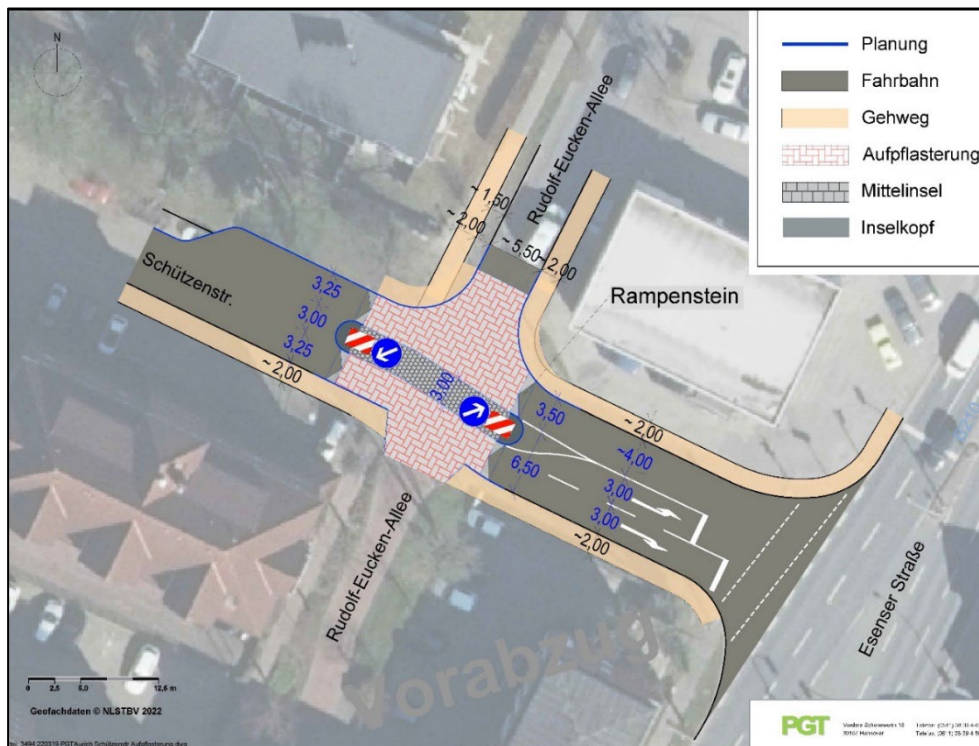 N
Planung
Fahrbahn
Gehweg
Aufpflasterung
Mittelinsel
Inselkopf
Rudolf-Eucken-Allee
~ 1,50
~ 2,00
~ 5,50
~2,00
Schützenstr.
3,25
3,00
3,25
~ 2,00
Rampenstein
3,00
3,50
6,50
~ 2,00
~4,00
3,00
3,00
~2,00
Rudolf-Eucken-Allee
Esenser Straße
Vorabzug
0 2,5 5,0 12,6 m
Geofachdaten © NLSTBV 2022
PGT